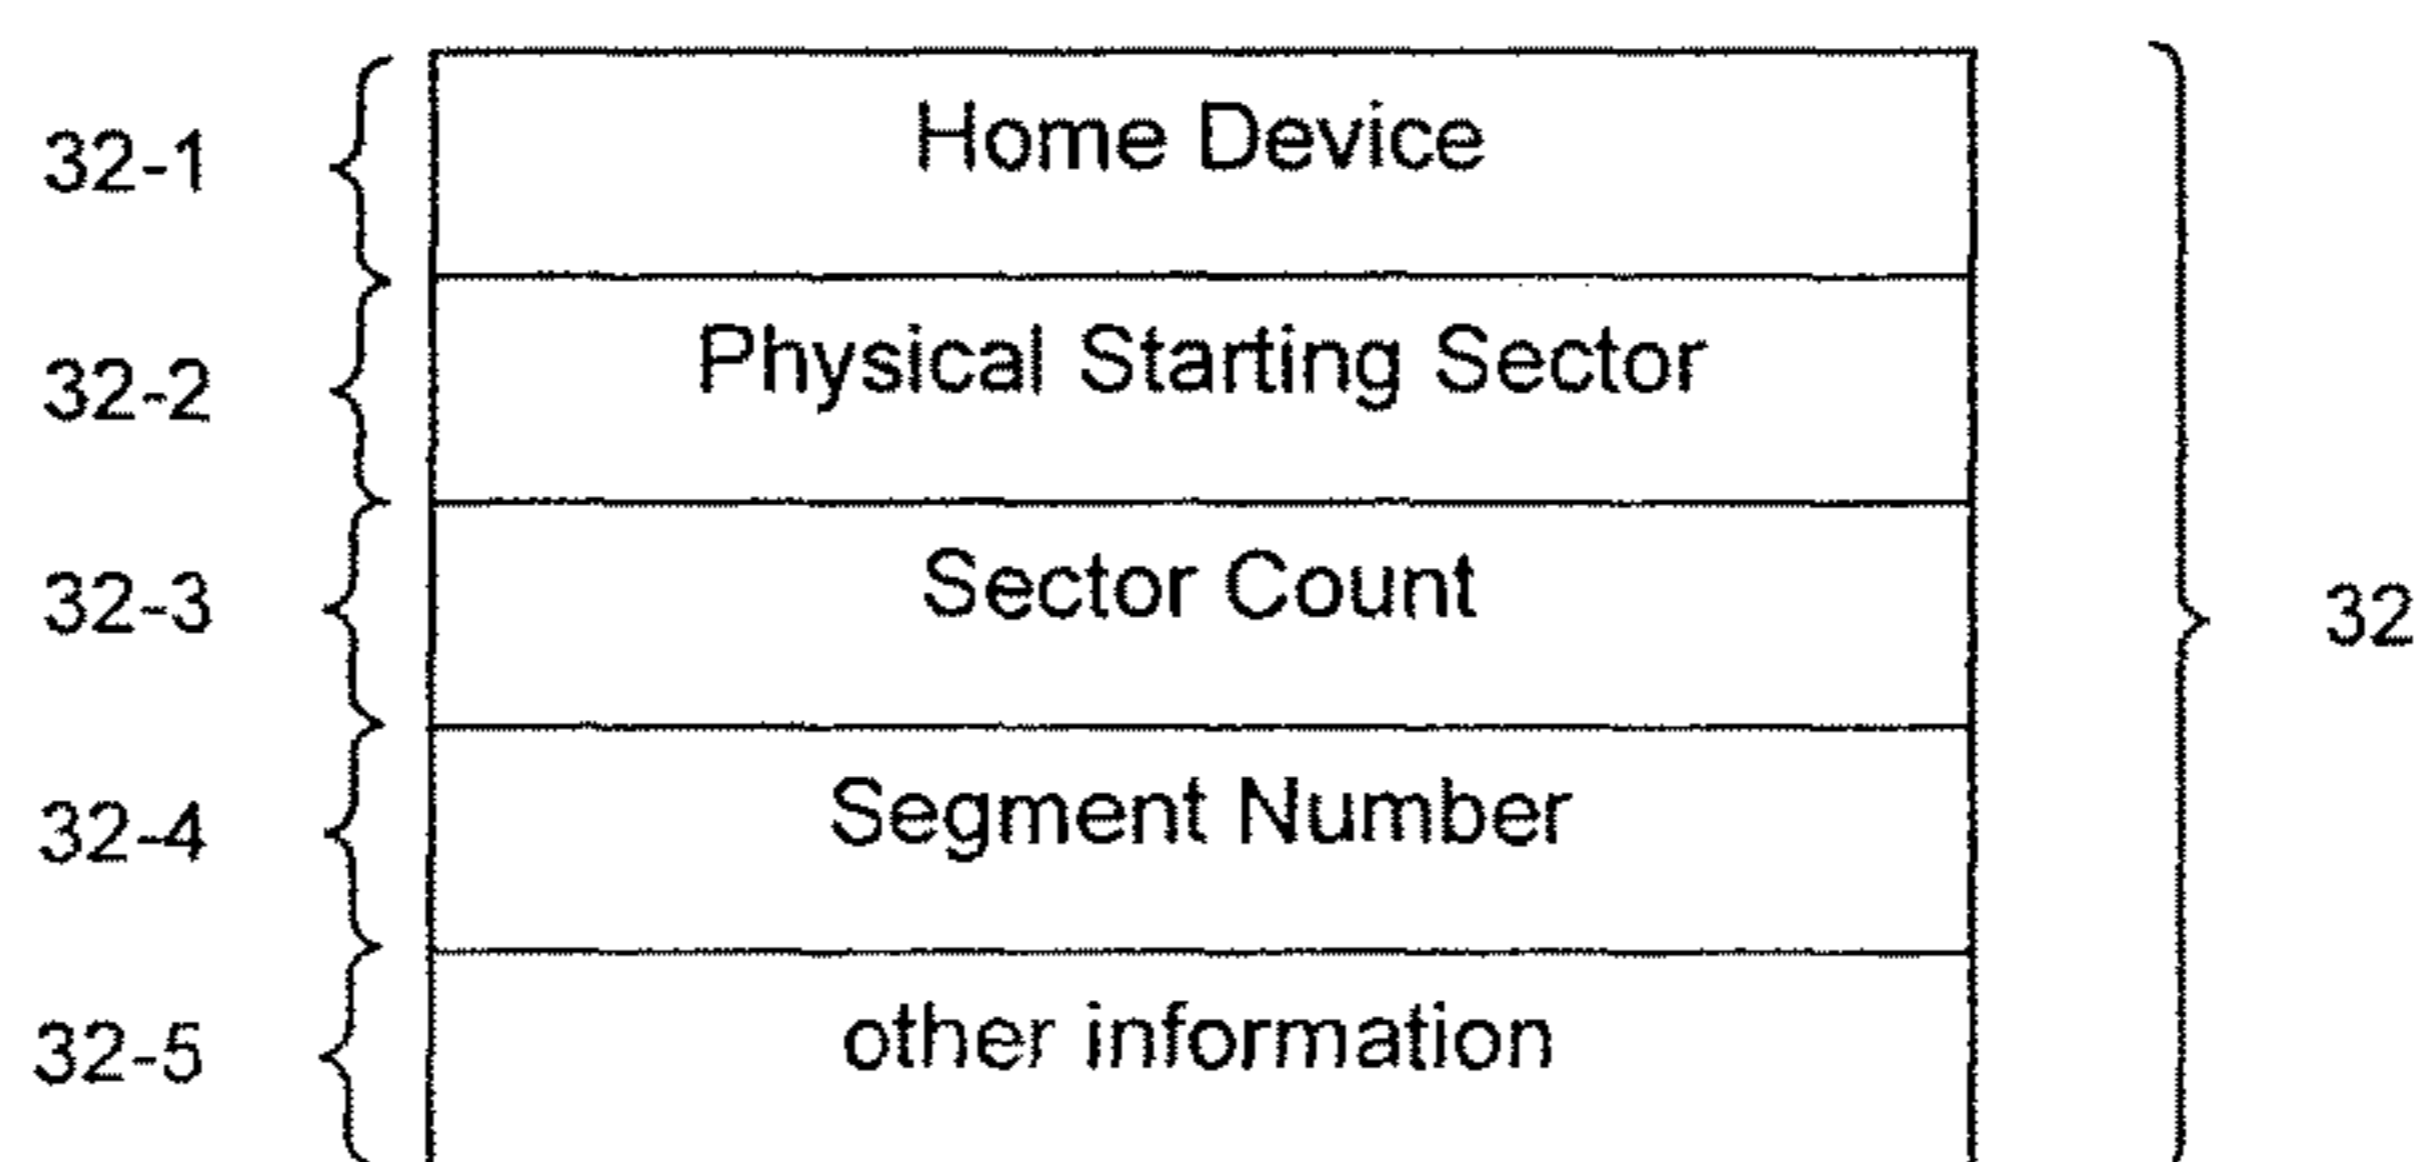 32-1 Home Device
32-2 Physical Starting Sector
32-3 Sector Count
32
32-4 Segment Number
32-5 other information